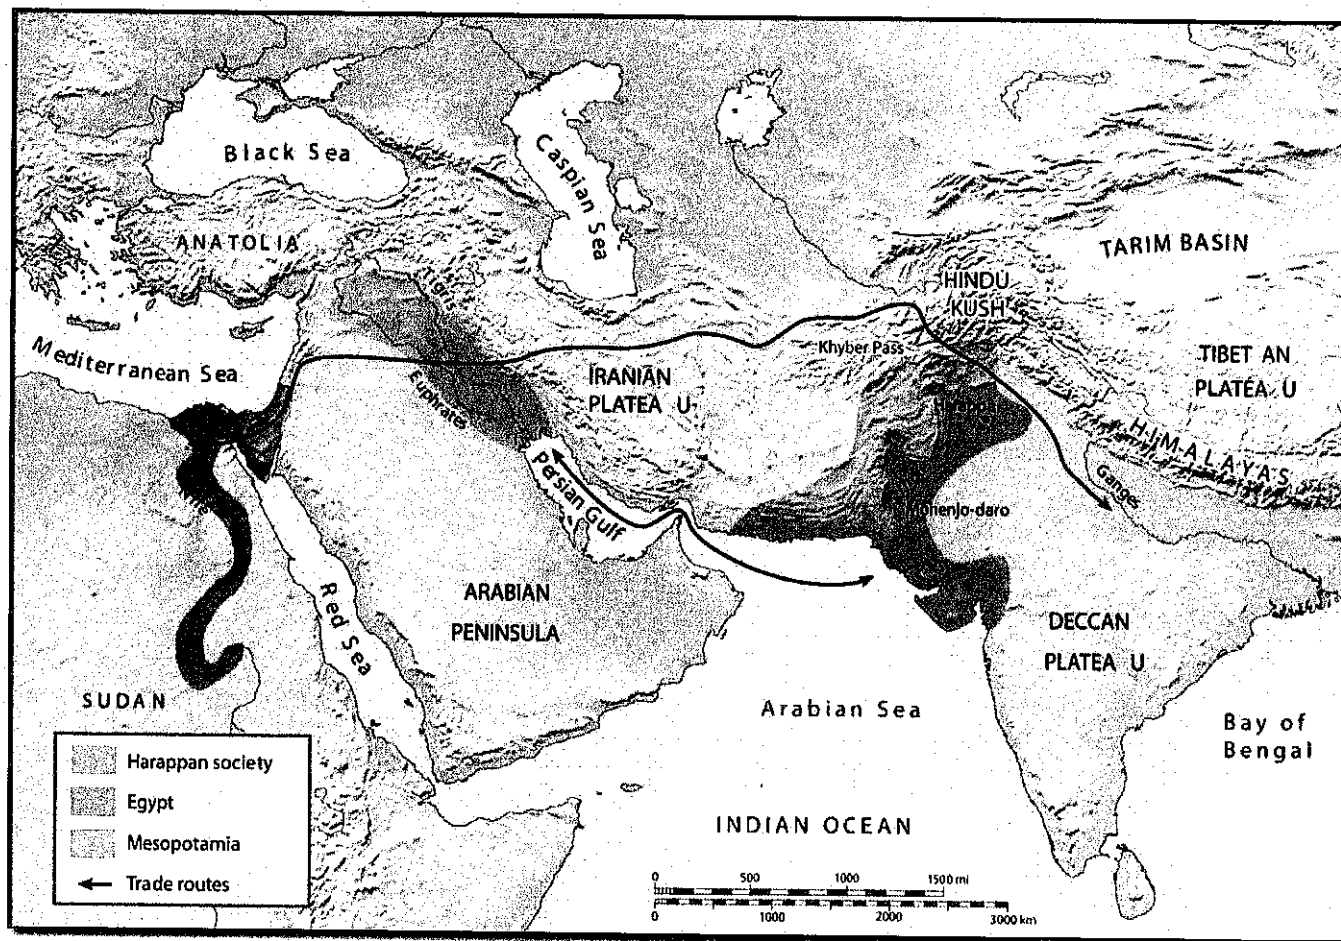 Black Sea
Caspian Sea
ANATOLIA
TARIM BASIN
HINDU
KUSH
Tigris
Mediterranean Sea
Khyber Pass
TIBET AN
PLATEA U
IRANIAN
PLATEA U
Euphrates
HIMALAYAS
Ganges
Persian Gulf
Mohenjo-daro
Red Sea
ARABIAN
PENINSULA
DECCAN
PLATEA U
SUDAN
Arabian Sea
Bay of
Bengal
INDIAN OCEAN
Harappan society
Egypt
Mesopotamia
Trade routes
0 500 1000 1500 mi
0 1000 2000 3000 km